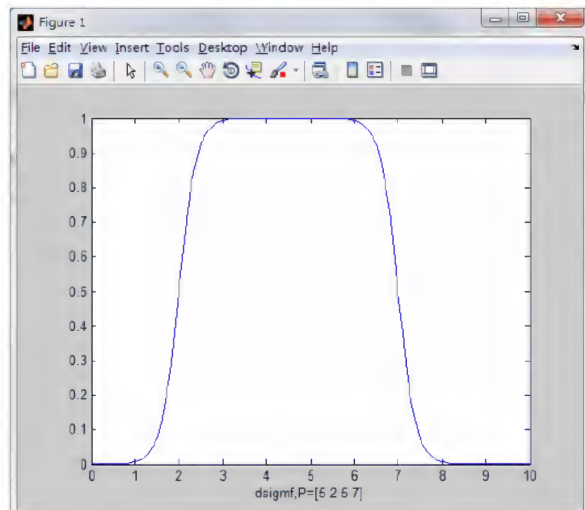 Figure 1
File Edit View Insert Tools Desktop Window Help
1
0.9
0.8
0.7
0.6
0.5
0.4
0.3
0.2
0.1
0
0 1 2 3 4 5 6 7 8 9 10
dsigmf,P=[5 2 5 7]